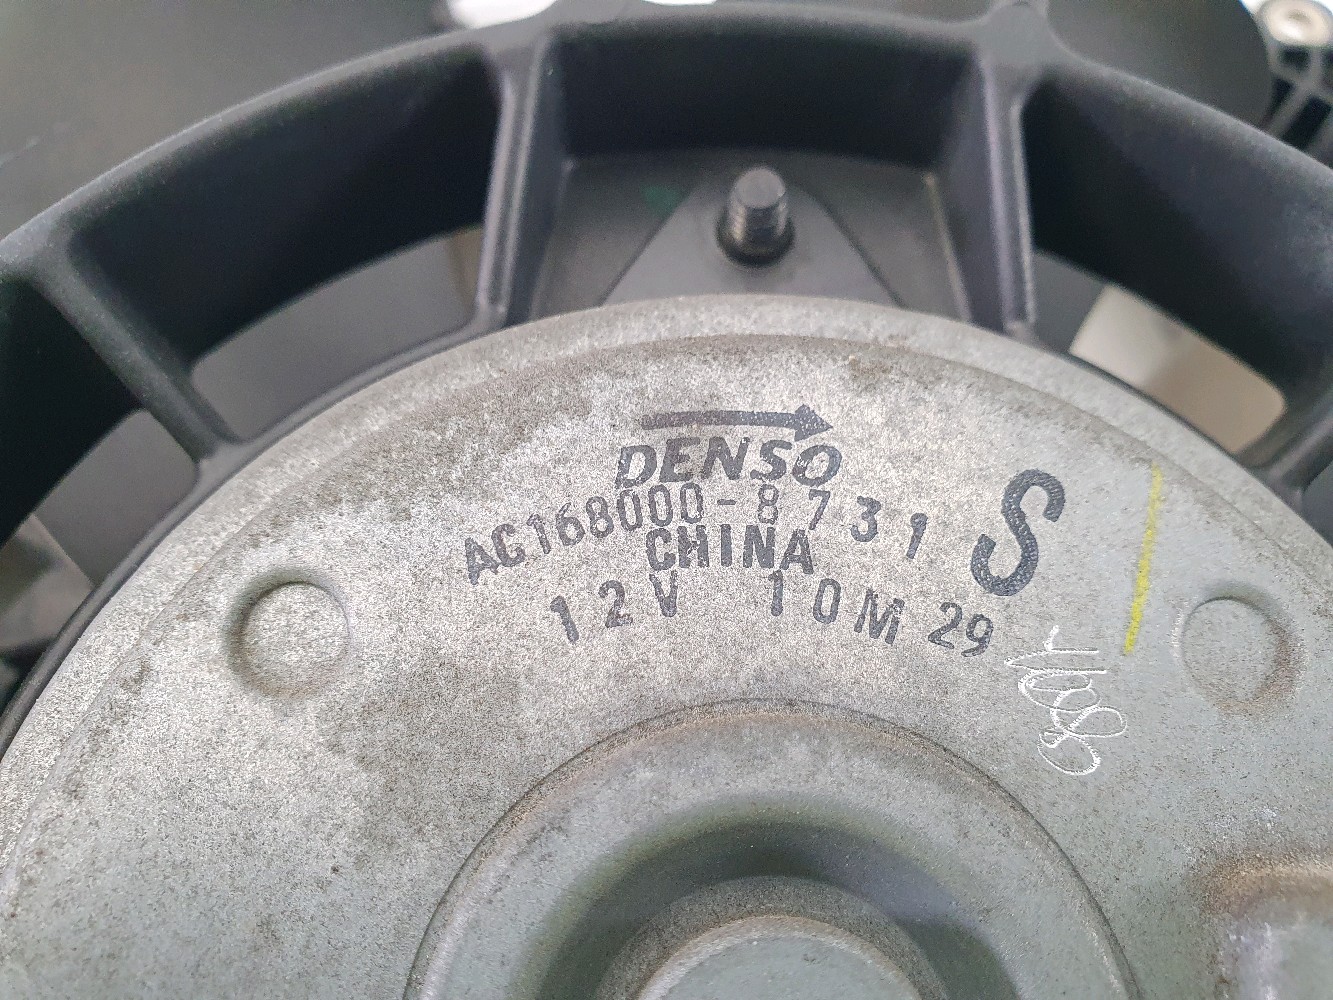 DENSO
AC168000-8731 S
CHINA
12V 10M 29